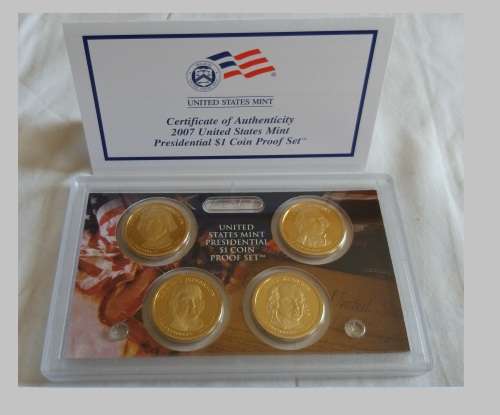 UNITED STATES MINT
Certificate of Authenticity
2007 United States Mint
Presidential $1 Coin Proof Set™
UNITED
STATES MINT
PRESIDENTIAL
$1 COIN
PROOF SET™